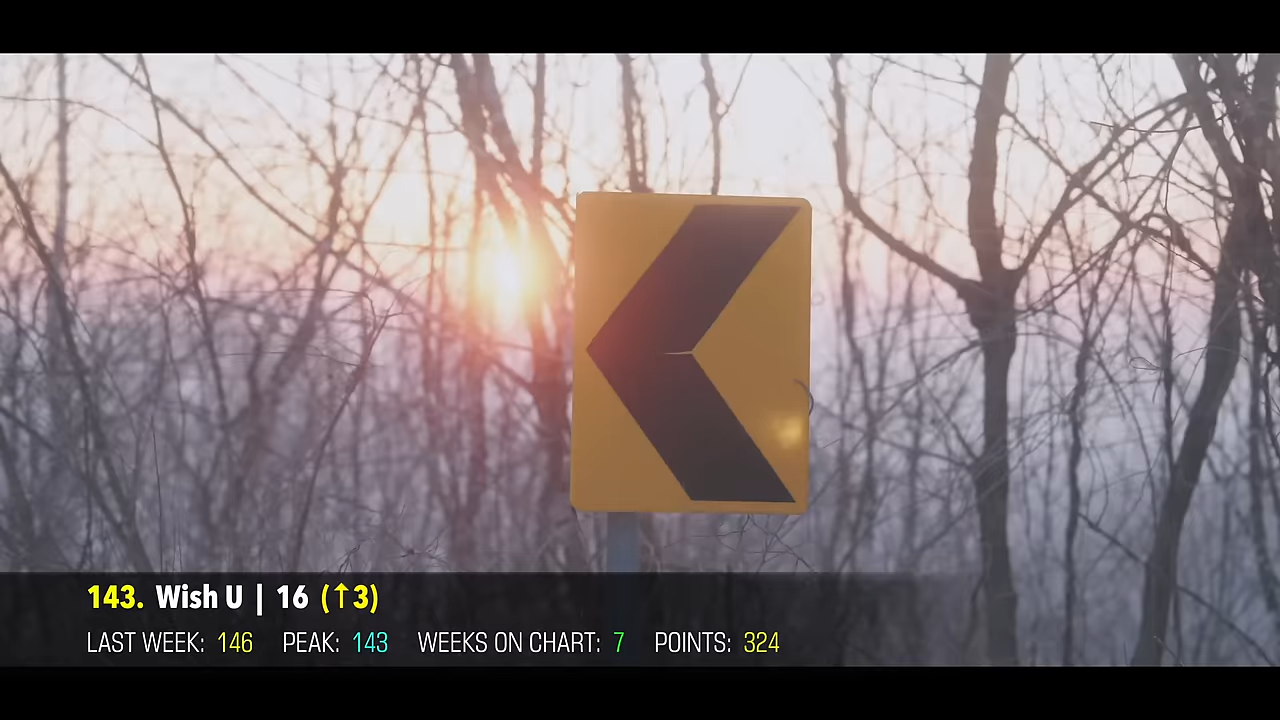 143. Wish U | 16 (↑3)
LAST WEEK: 146 PEAK: 143 WEEKS ON CHART: 7 POINTS: 324